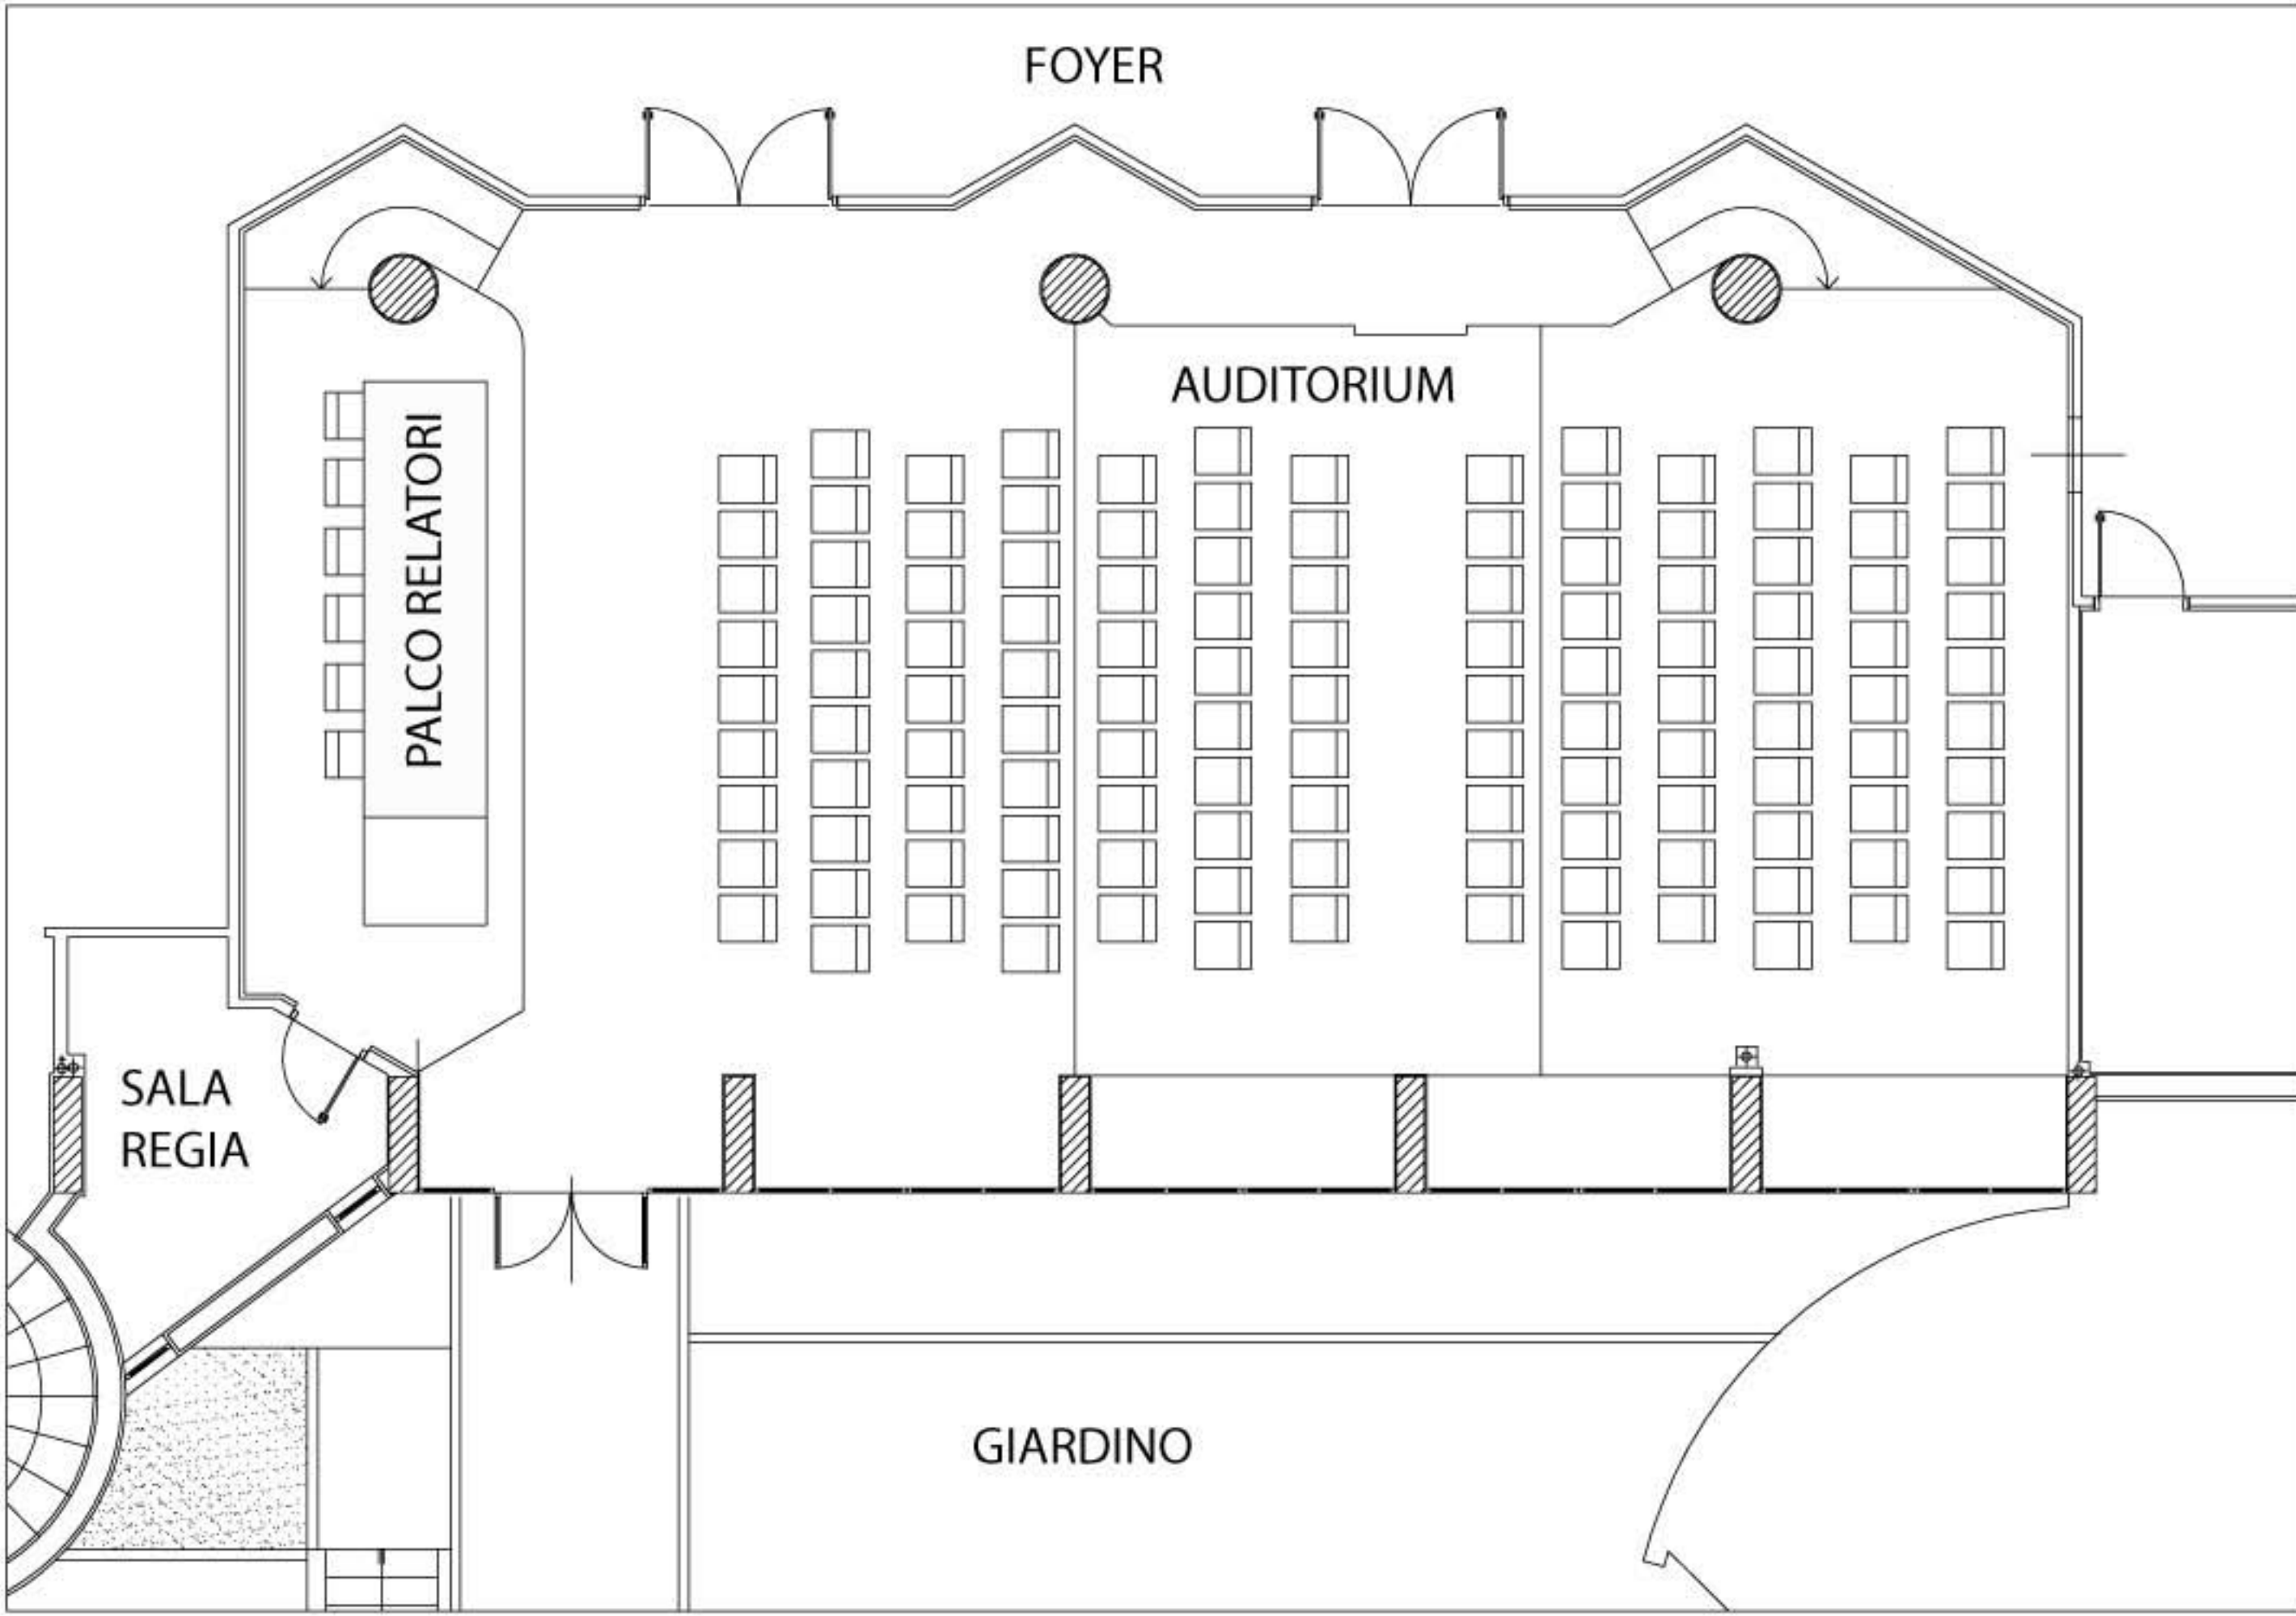 FOYER
AUDITORIUM
PALCO RELATORI
SALA
REGIA
GIARDINO